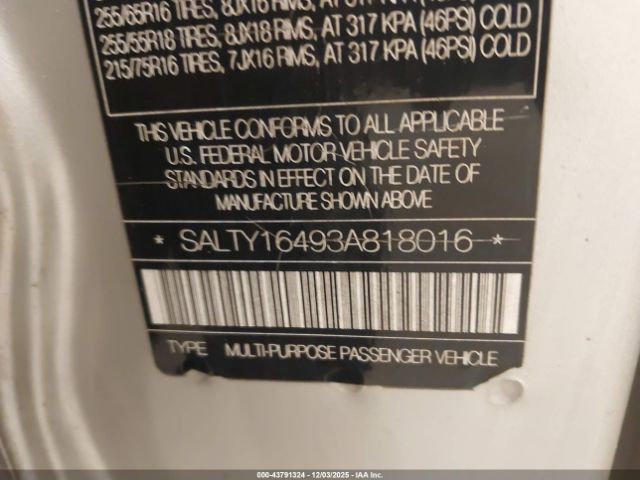 255/65R16 TIRES, 8JX16 RIMS, AT 317 KPA (46PSI) COLD
255/55R18 TIRES, 8JX18 RIMS, AT 317 KPA (46PSI) COLD
215/75R16 TIRES, 7JX16 RIMS, AT 317 KPA (46PSI) COLD
THIS VEHICLE CONFORMS TO ALL APPLICABLE
U.S. FEDERAL MOTOR VEHICLE SAFETY
STANDARDS IN EFFECT ON THE DATE OF
MANUFACTURE SHOWN ABOVE
* SALTY16493A818016 *
TYPE MULTI-PURPOSE PASSENGER VEHICLE
000-43791324 | 12/03/2025 - IAA Inc.